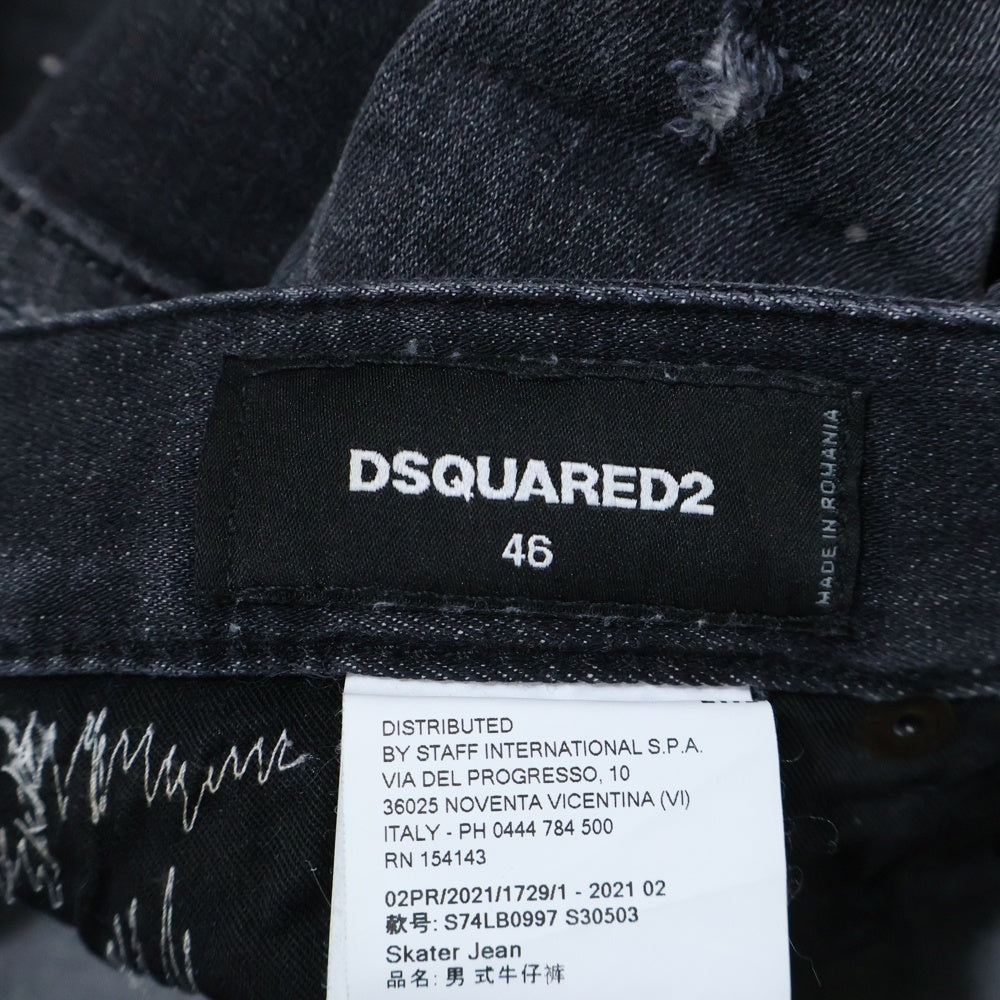 DSQUARED2
46
MADE IN ROMANIA
DISTRIBUTED
BY STAFF INTERNATIONAL S.P.A.
VIA DEL PROGRESSO, 10
36025 NOVENTA VICENTINA (VI)
ITALY - PH 0444 784 500
RN 154143
02PR/2021/1729/1 - 2021 02
款号: S74LB0997 S30503
Skater Jean
品名: 男 式牛仔裤